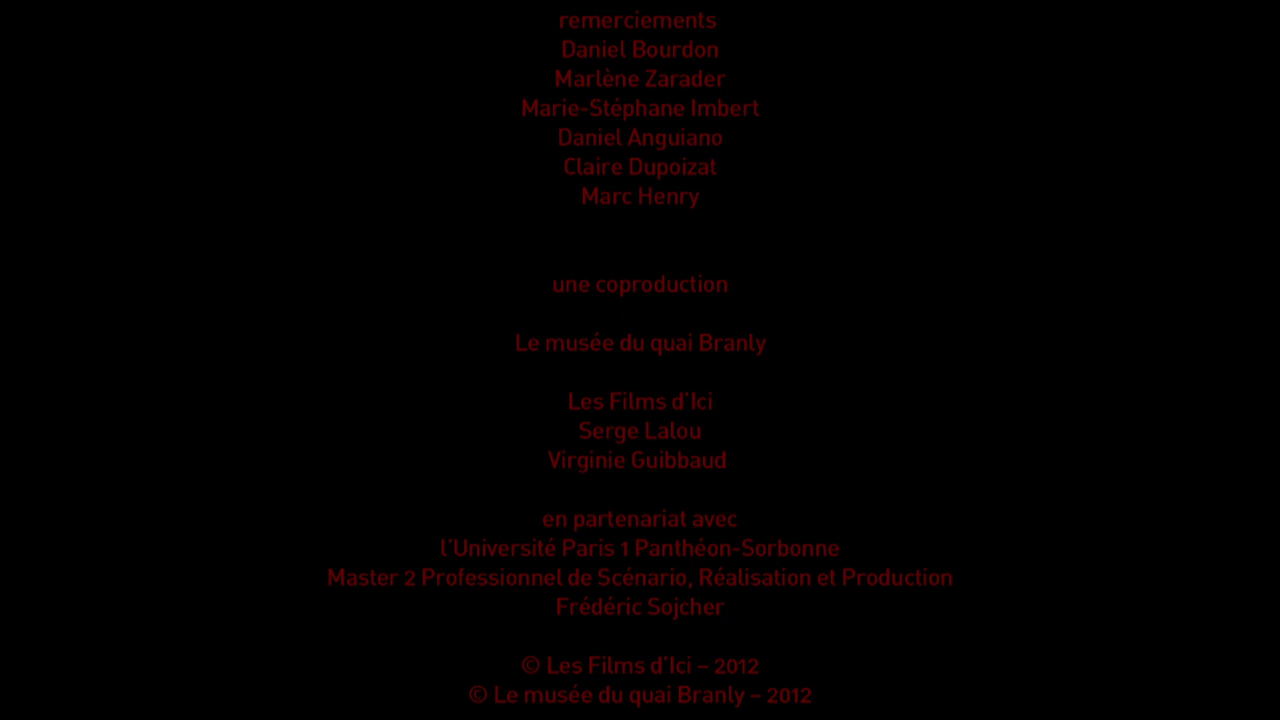 remerciements
Daniel Bourdon
Marlène Zarader
Marie-Stéphane Imbert
Daniel Anguiano
Claire Dupoizat
Marc Henry
une coproduction
Le musée du quai Branly
Les Films d'Ici
Serge Lalou
Virginie Guibbaud
en partenariat avec
l'Université Paris 1 Panthéon-Sorbonne
Master 2 Professionnel de Scénario, Réalisation et Production
Frédéric Sojcher
© Les Films d'Ici – 2012
© Le musée du quai Branly – 2012